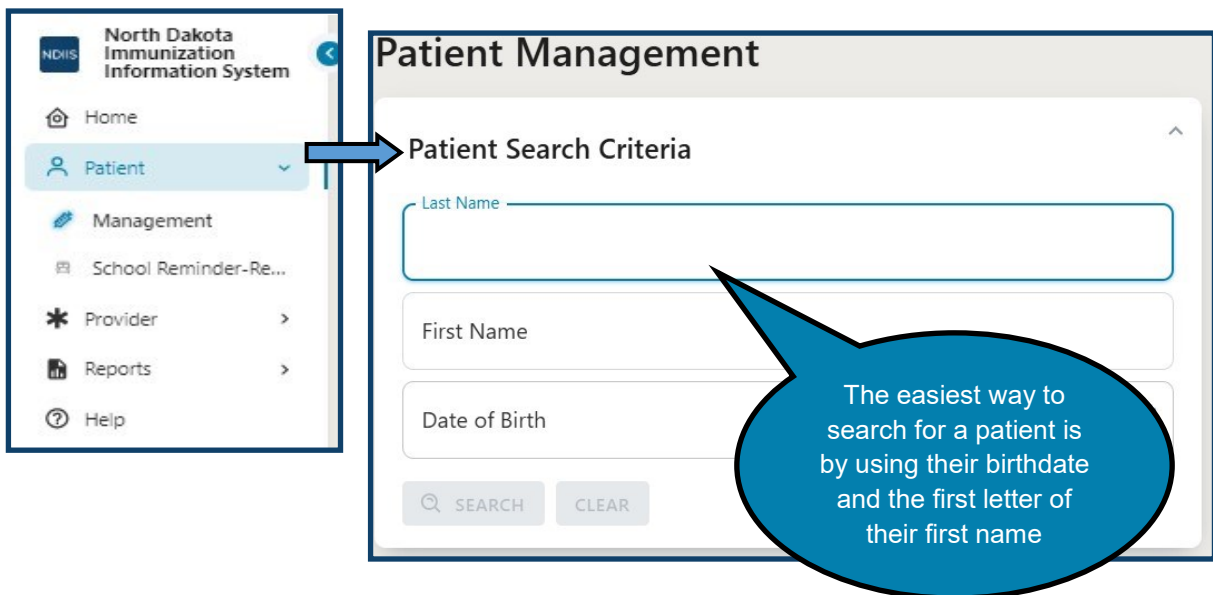 NDIIS
North Dakota
Immunization
Information System
Home
Patient
Management
School Reminder-Re...
Provider
Reports
Help
Patient Management
Patient Search Criteria
Last Name
First Name
Date of Birth
SEARCH CLEAR
The easiest way to
search for a patient is
by using their birthdate
and the first letter of
their first name